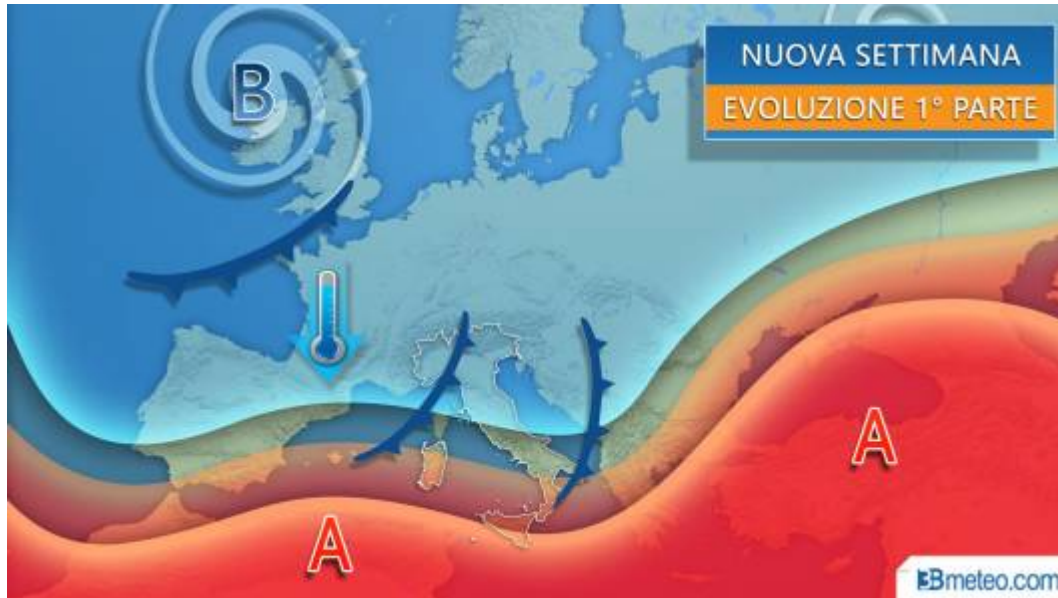 NUOVA SETTIMANA
EVOLUZIONE 1° PARTE
B
A
A
3Bmeteo.com